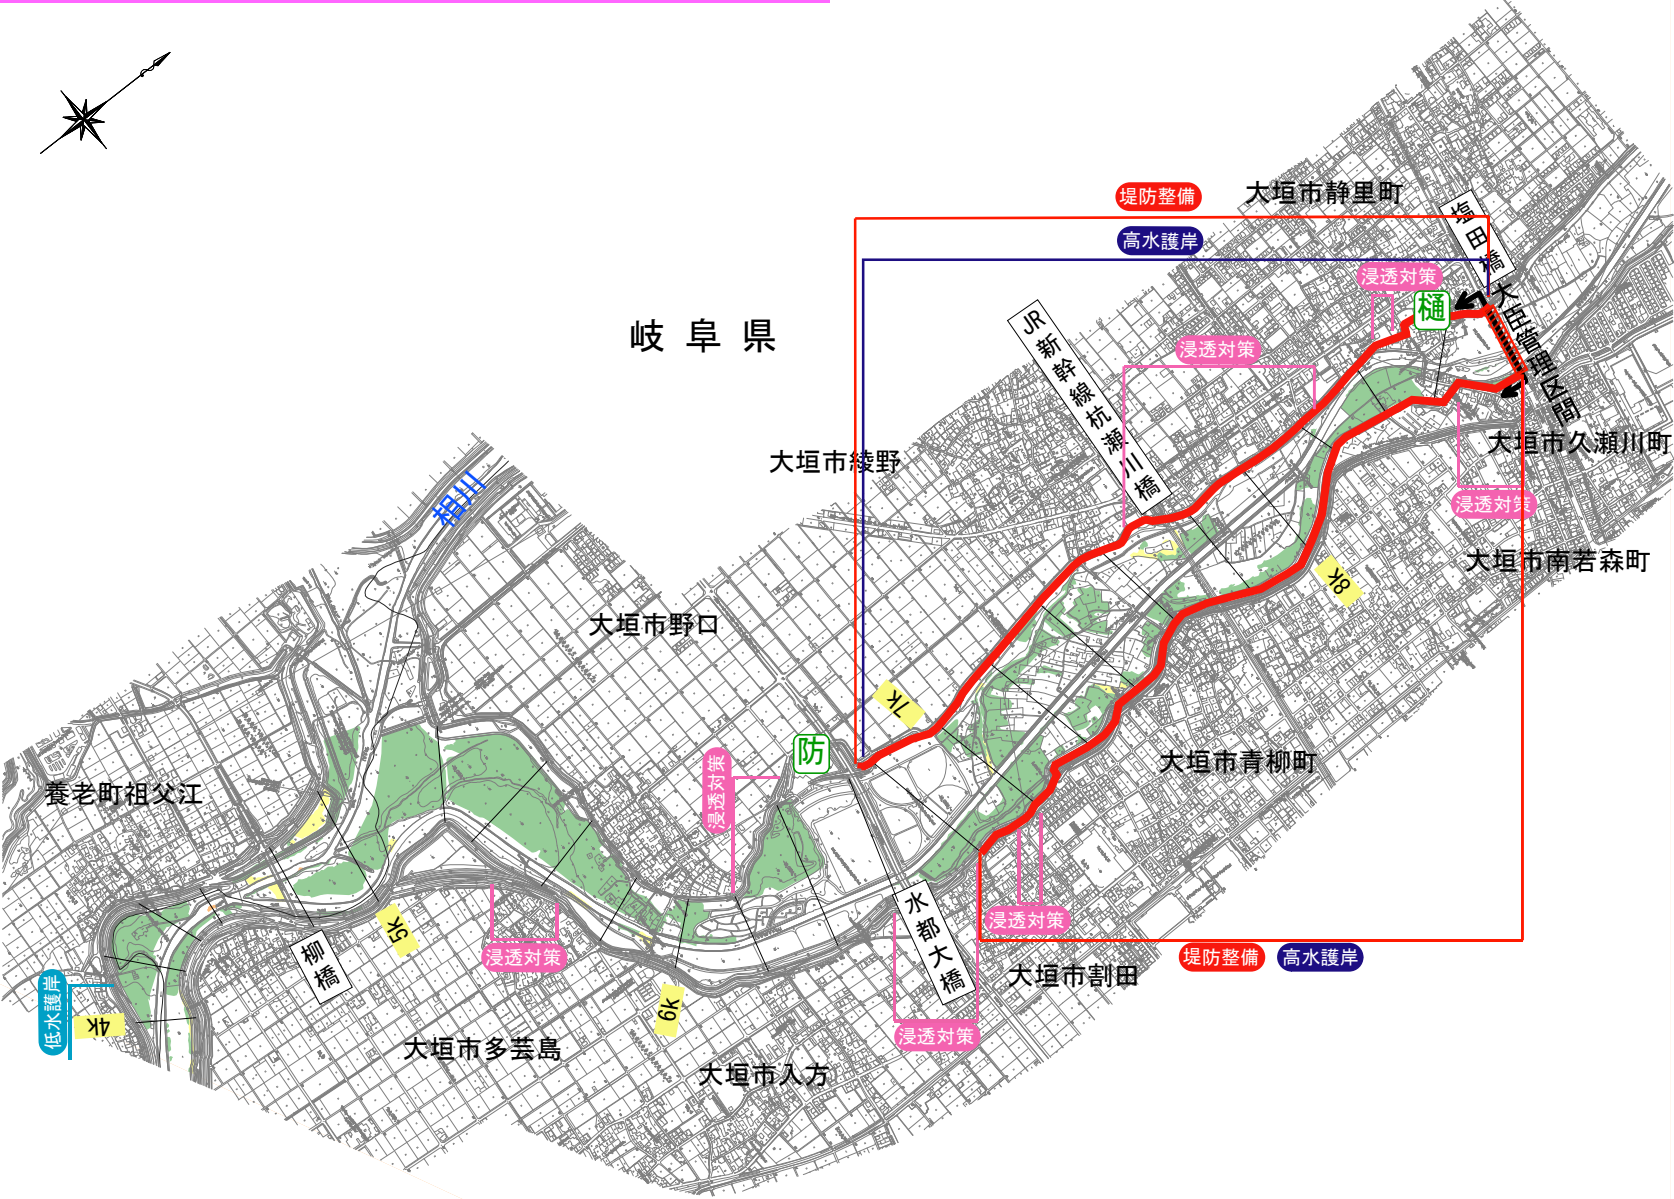 堤防整備
大垣市静里町
高水護岸
塩田橋
浸透対策
樋
大臣管理区間
岐阜県
JR新幹線杭瀬川橋
浸透対策
大垣市久瀬川町
大垣市綾野
相川
浸透対策
大垣市南若森町
8k
大垣市野口
7k
防
大垣市青柳町
浸透対策
養老町祖父江
水都大橋
浸透対策
5k
柳橋
浸透対策
堤防整備
高水護岸
大垣市割田
低水護岸
4k
6k
浸透対策
大垣市多芸島
大垣市入方